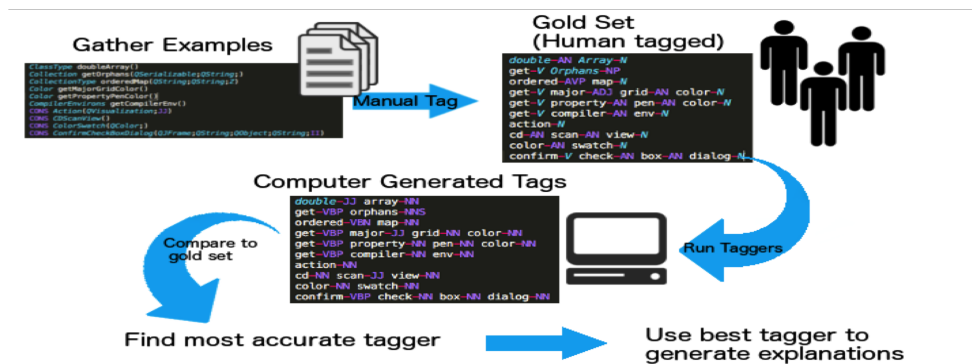 Gather Examples
ClassType doubleArray()
Collection getOrphans(QSerializable;QString;)
CollectionType orderedMap(QString;QString;Z)
Color getMajorGridColor()
Color getPropertyPenColor()
CompilerEnvirons getCompilerEnv()
CONS Action(QVisualization;JJ)
CONS CDScanView()
CONS ColorSwatch(QColor;)
CONS ConfirmCheckBoxDialog(QJFrame;QString;QObject;QString;II)
Manual Tag
Gold Set
(Human tagged)
double-AN Array-N
get-V Orphans-NP
ordered-AVP map-N
get-V major-ADJ grid-AN color-N
get-V property-AN pen-AN color-N
get-V compiler-AN env-N
action-N
cd-AN scan-AN view-N
color-AN swatch-N
confirm-V check-AN box-AN dialog-N
Computer Generated Tags
double-JJ array-NN
get-VBP orphans-NNS
ordered-VBN map-NN
get-VBP major-JJ grid-NN color-NN
get-VBP property-NN pen-NN color-NN
get-VBP compiler-NN env-NN
action-NN
cd-NN scan-JJ view-NN
color-NN swatch-NN
confirm-VBP check-NN box-NN dialog-NN
Run Taggers
Compare to
gold set
Find most accurate tagger
Use best tagger to
generate explanations